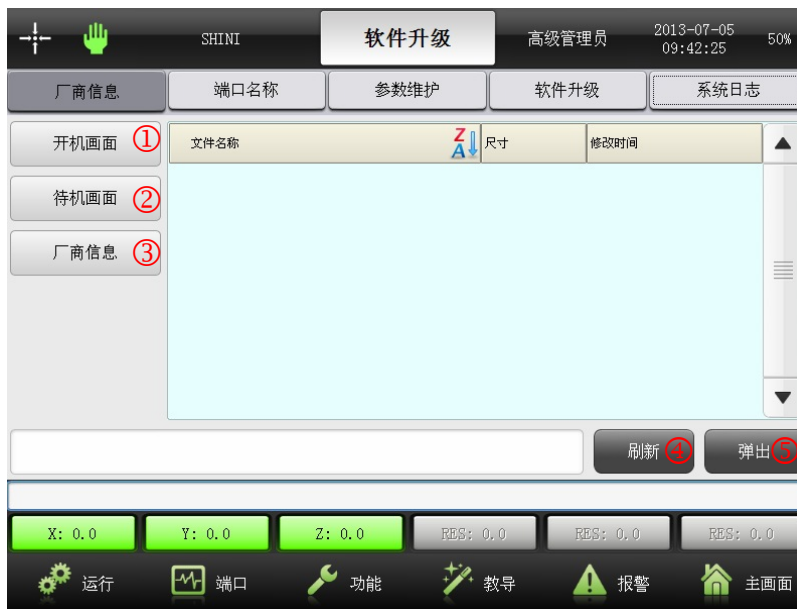 SHINI
软件升级
高级管理员
2013-07-05
09:42:25
50%
厂商信息
端口名称
参数维护
软件升级
系统日志
开机画面 ①
待机画面 ②
厂商信息 ③
文件名称 Z A 尺寸 修改时间
刷新 ④
弹出 ⑤
X: 0.0 Y: 0.0 Z: 0.0 RES: 0.0 RES: 0.0 RES: 0.0
运行 端口 功能 教导 报警 主画面